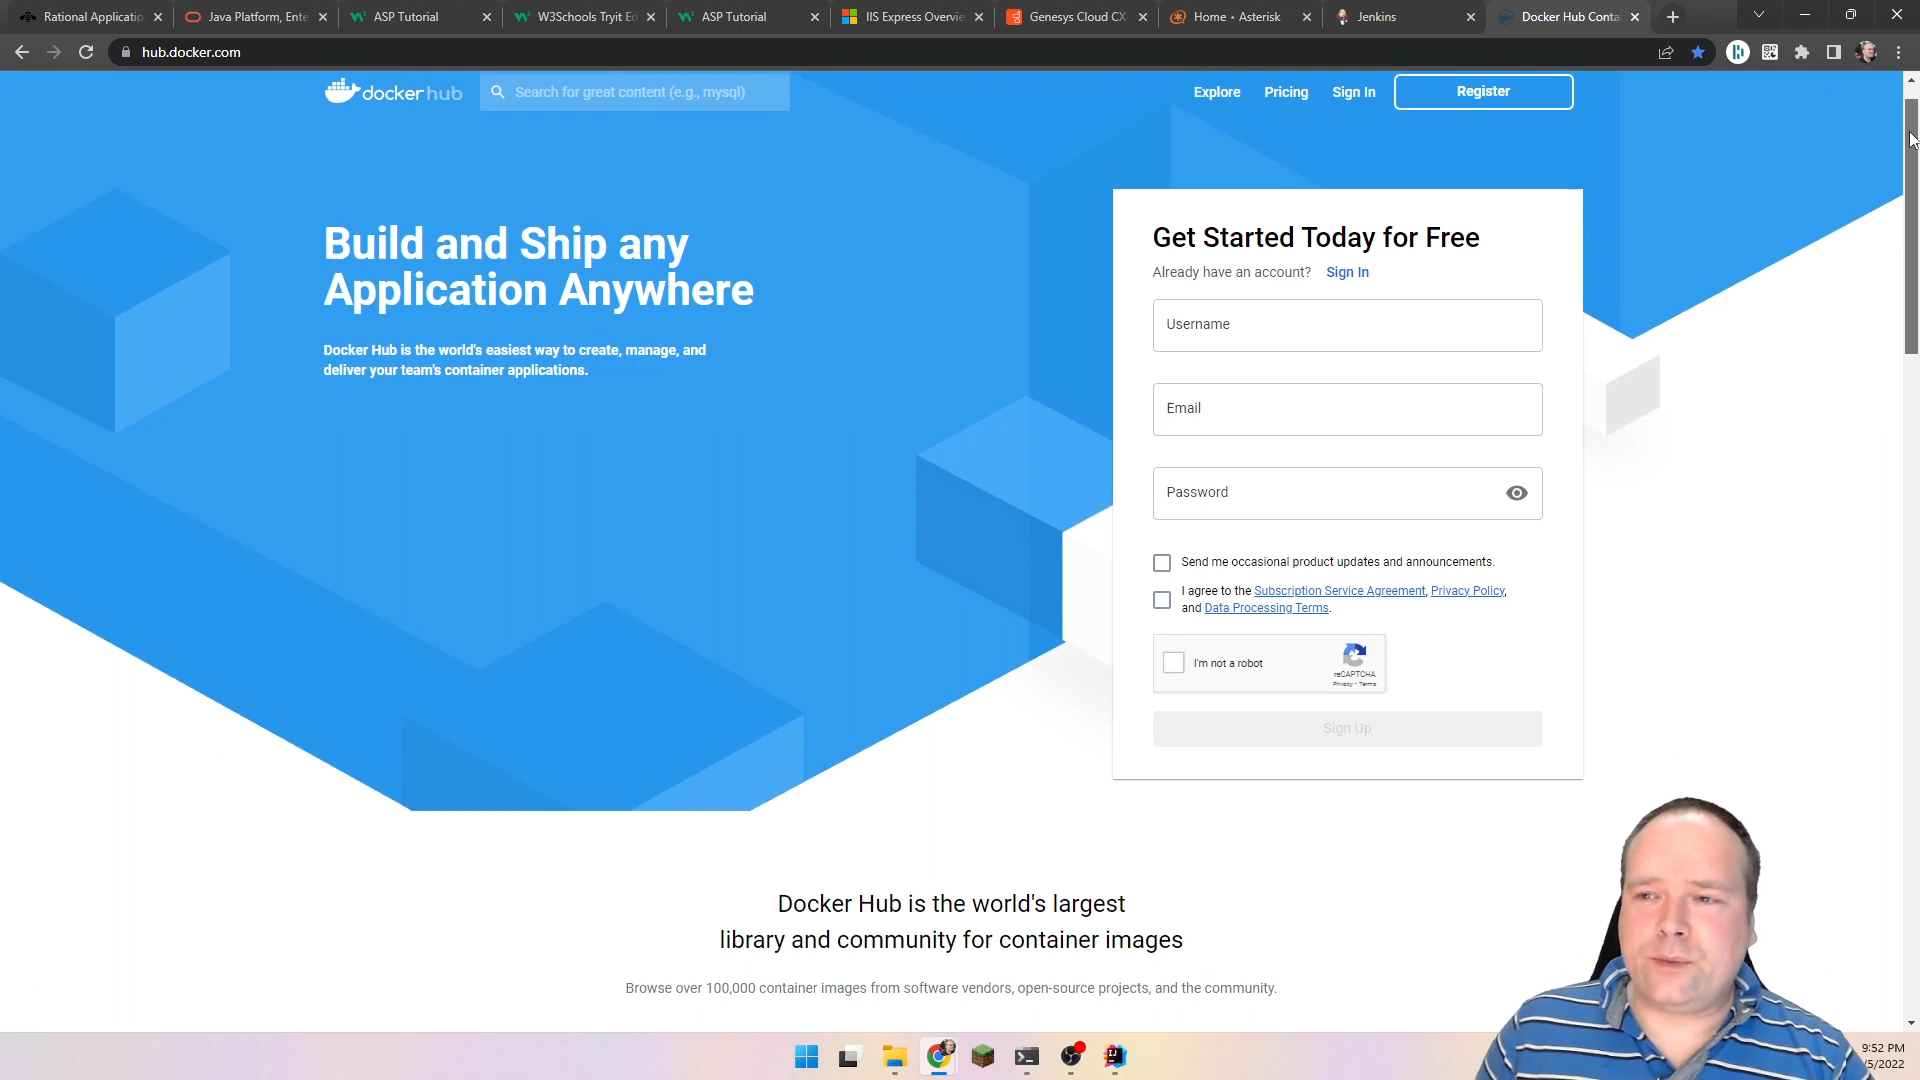 Rational Applicatio
Java Platform, Ente
ASP Tutorial
W3Schools Tryit Ed
ASP Tutorial
IIS Express Overvie
Genesys Cloud CX
Home • Asterisk
Jenkins
Docker Hub Conta
hub.docker.com
docker hub
Search for great content (e.g., mysql)
Explore
Pricing
Sign In
Register
Build and Ship any
Application Anywhere
Docker Hub is the world's easiest way to create, manage, and
deliver your team's container applications.
Get Started Today for Free
Already have an account? Sign In
Username
Email
Password
Send me occasional product updates and announcements.
I agree to the Subscription Service Agreement, Privacy Policy,
and Data Processing Terms.
I'm not a robot
reCAPTCHA
Privacy - Terms
Sign Up
Docker Hub is the world's largest
library and community for container images
Browse over 100,000 container images from software vendors, open-source projects, and the community.
9:52 PM
/5/2022